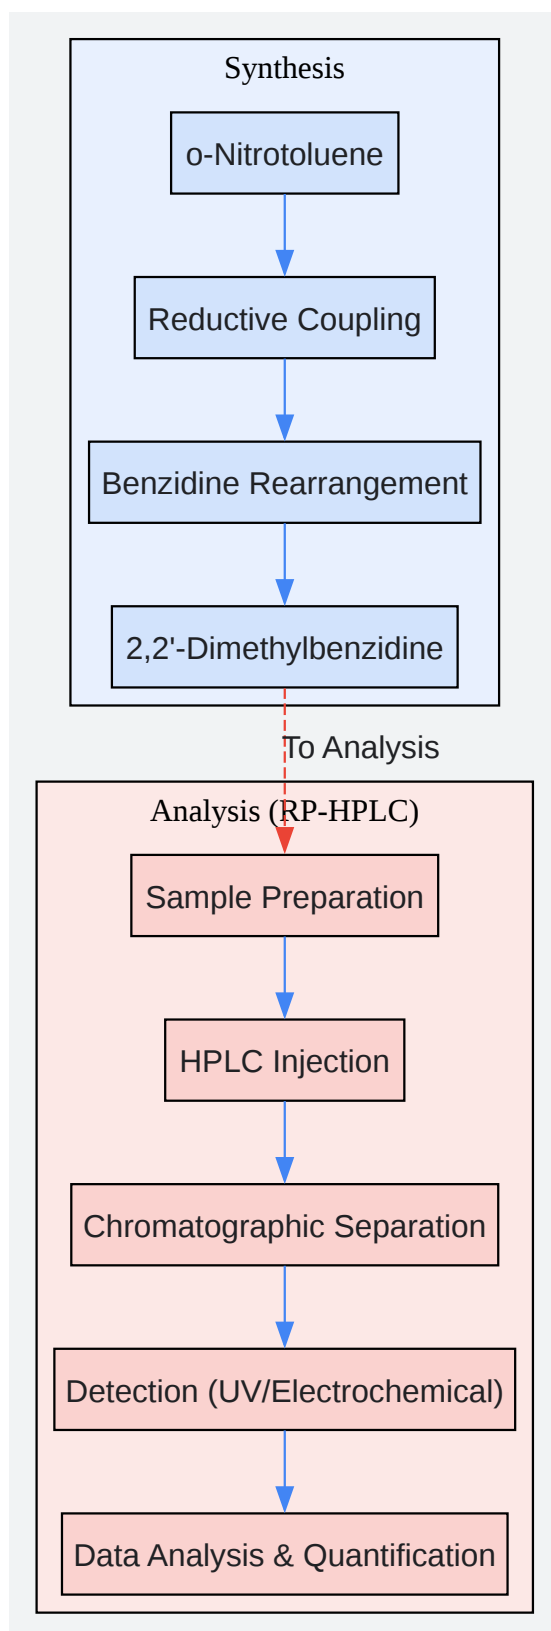 Synthesis
o-Nitrotoluene
Reductive Coupling
Benzidine Rearrangement
2,2'-Dimethylbenzidine
To Analysis
Analysis (RP-HPLC)
Sample Preparation
HPLC Injection
Chromatographic Separation
Detection (UV/Electrochemical)
Data Analysis & Quantification